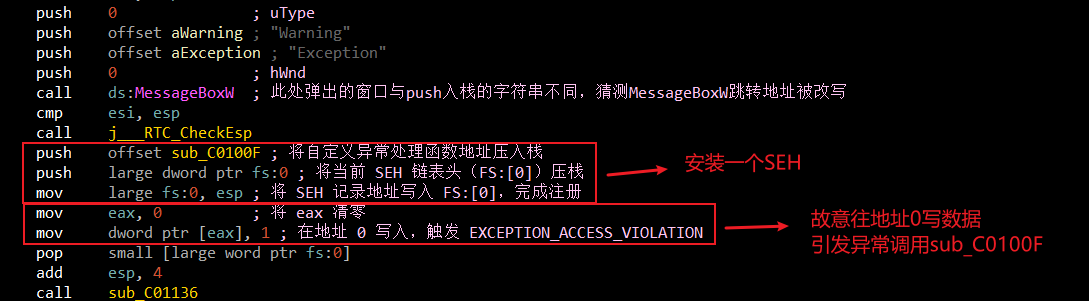 push 0 ; uType
push offset aWarning ; "Warning"
push offset aException ; "Exception"
push 0 ; hWnd
call ds:MessageBoxW ; 此处弹出的窗口与push入栈的字符串不同，猜测MessageBoxW跳转地址被改写
cmp esi, esp
call j___RTC_CheckEsp
push offset sub_C0100F ; 将自定义异常处理函数地址压入栈
push large dword ptr fs:0 ; 将当前 SEH 链表头（FS:[0]）压栈
mov large fs:0, esp ; 将 SEH 记录地址写入 FS:[0]，完成注册
安装一个SEH
mov eax, 0 ; 将 eax 清零
mov dword ptr [eax], 1 ; 在地址 0 写入，触发 EXCEPTION_ACCESS_VIOLATION
故意往地址0写数据
引发异常调用sub_C0100F
pop small [large word ptr fs:0]
add esp, 4
call sub_C01136